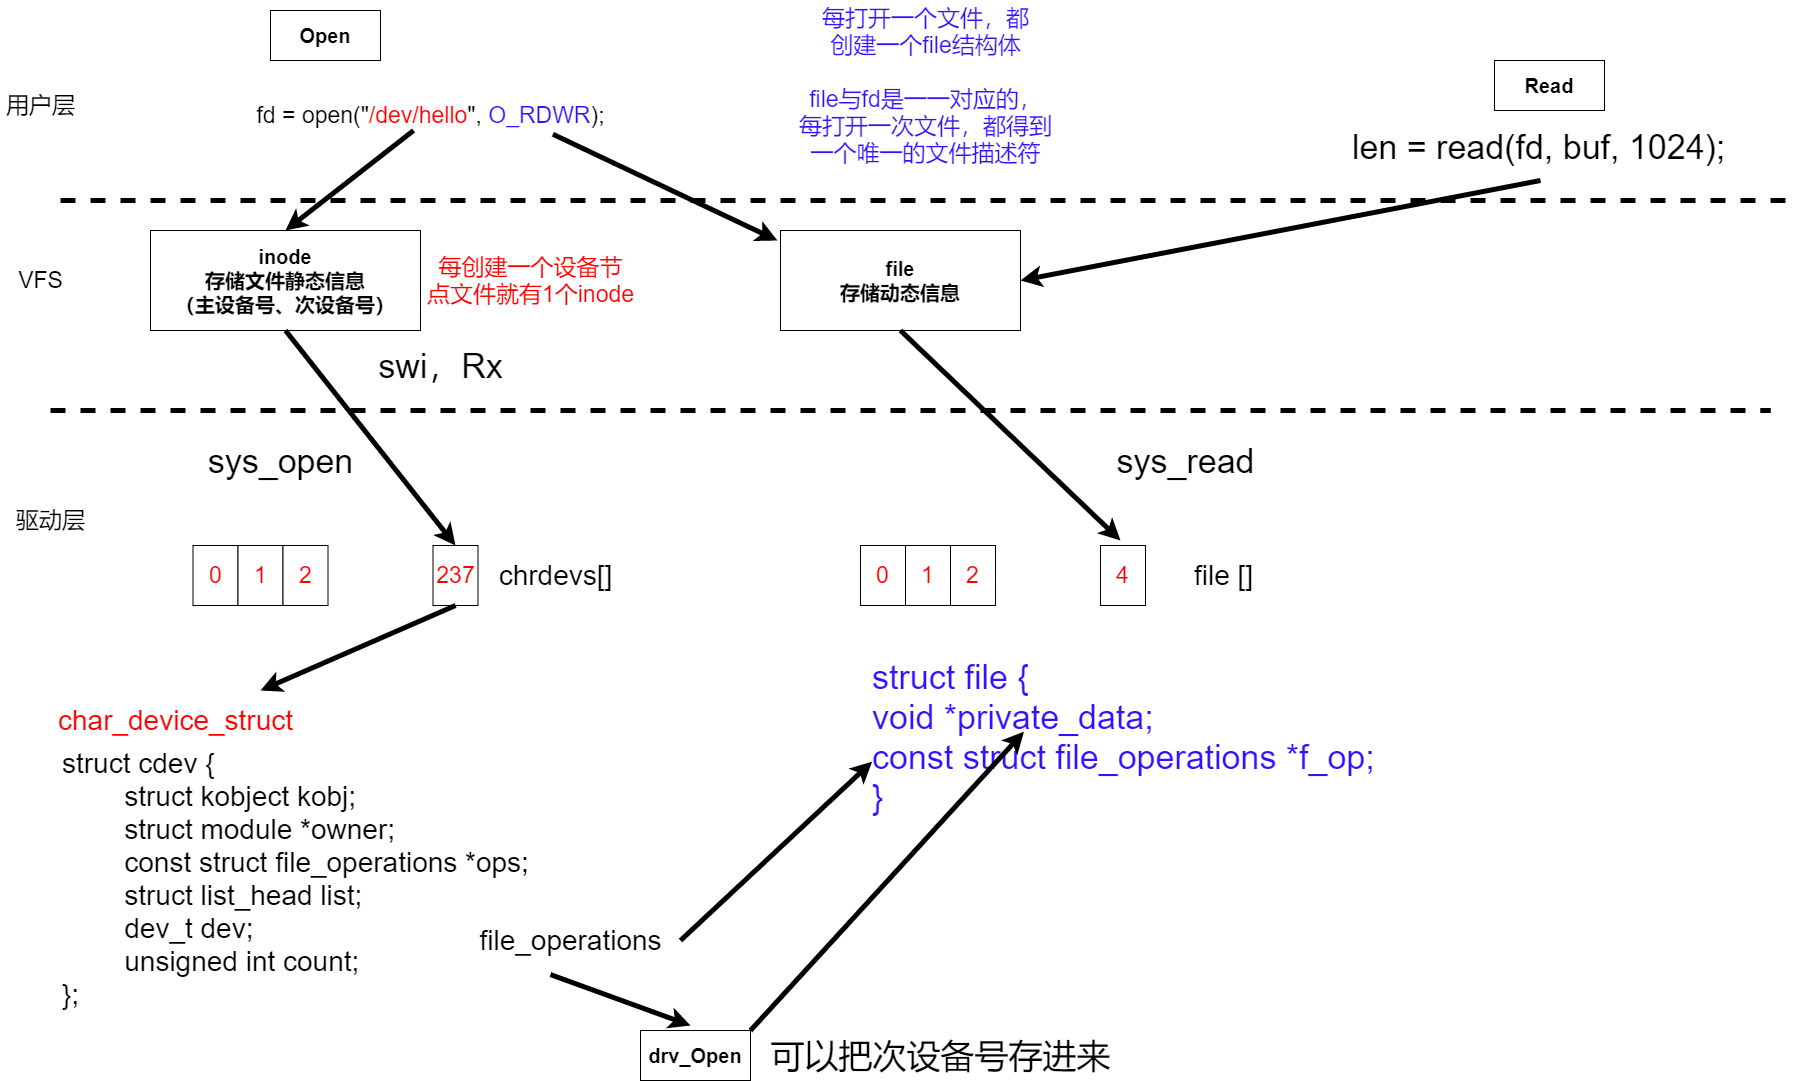 Open
每打开一个文件，都
创建一个file结构体
用户层
fd = open("/dev/hello", O_RDWR);
file与fd是一一对应的，
每打开一次文件，都得到
一个唯一的文件描述符
Read
len = read(fd, buf, 1024);
VFS
inode
存储文件静态信息
（主设备号、次设备号）
每创建一个设备节
点文件就有1个inode
file
存储动态信息
swi，Rx
sys_open
sys_read
驱动层
0 1 2 237 chrdevs[]
0 1 2 4 file []
char_device_struct
struct cdev {
struct kobject kobj;
struct module *owner;
const struct file_operations *ops;
struct list_head list;
dev_t dev;
unsigned int count;
};
struct file {
void *private_data;
const struct file_operations *f_op;
}
file_operations
drv_Open
可以把次设备号存进来